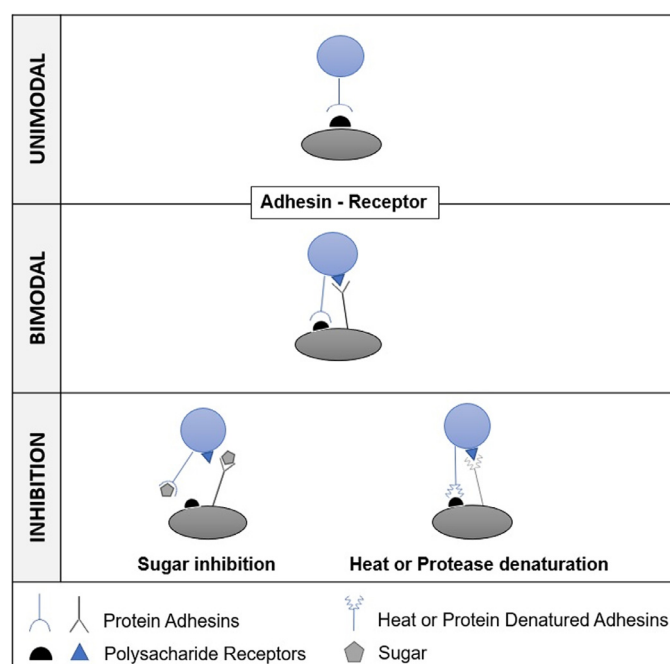 UNIMODAL
Adhesin - Receptor
BIMODAL
INHIBITION
Sugar inhibition
Heat or Protease denaturation
Protein Adhesins
Heat or Protein Denatured Adhesins
Polysacharide Receptors
Sugar